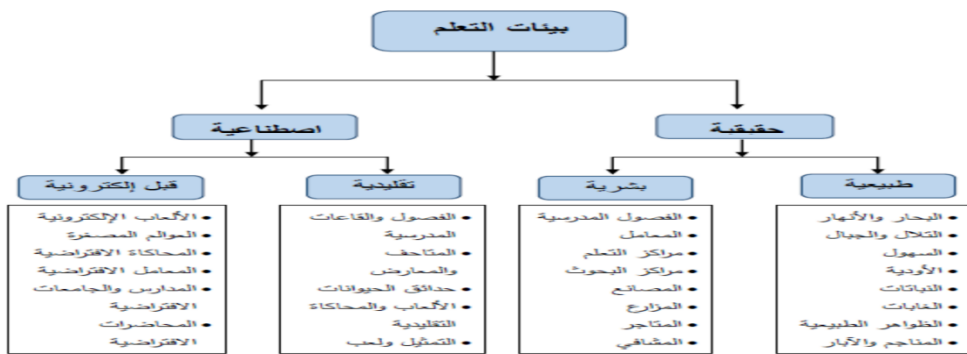 بيئات التعلم
حقيقية
اصطناعية
طبيعية
بشرية
تقليدية
قبل إلكترونية
• البحار والأنهار
• التلال والجبال
• السهول
• الأودية
• النباتات
• الغابات
• الظواهر الطبيعية
• المناجم والآبار
• الفصول المدرسية
• المعامل
• مراكز التعلم
• مراكز البحوث
• المصانع
• المزارع
• المتاجر
• المشافي
• الفصول والقاعات
المدرسية
• المتاحف
والمعارض
• حدائق الحيوانات
• الألعاب والمحاكاة
التقليدية
• التمثيل ولعب
• الألعاب الإلكترونية
• العوالم المصغرة
• المحاكاة الافتراضية
• المعامل الافتراضية
• المدارس والجامعات
الافتراضية
• المحاضرات
الافتراضية